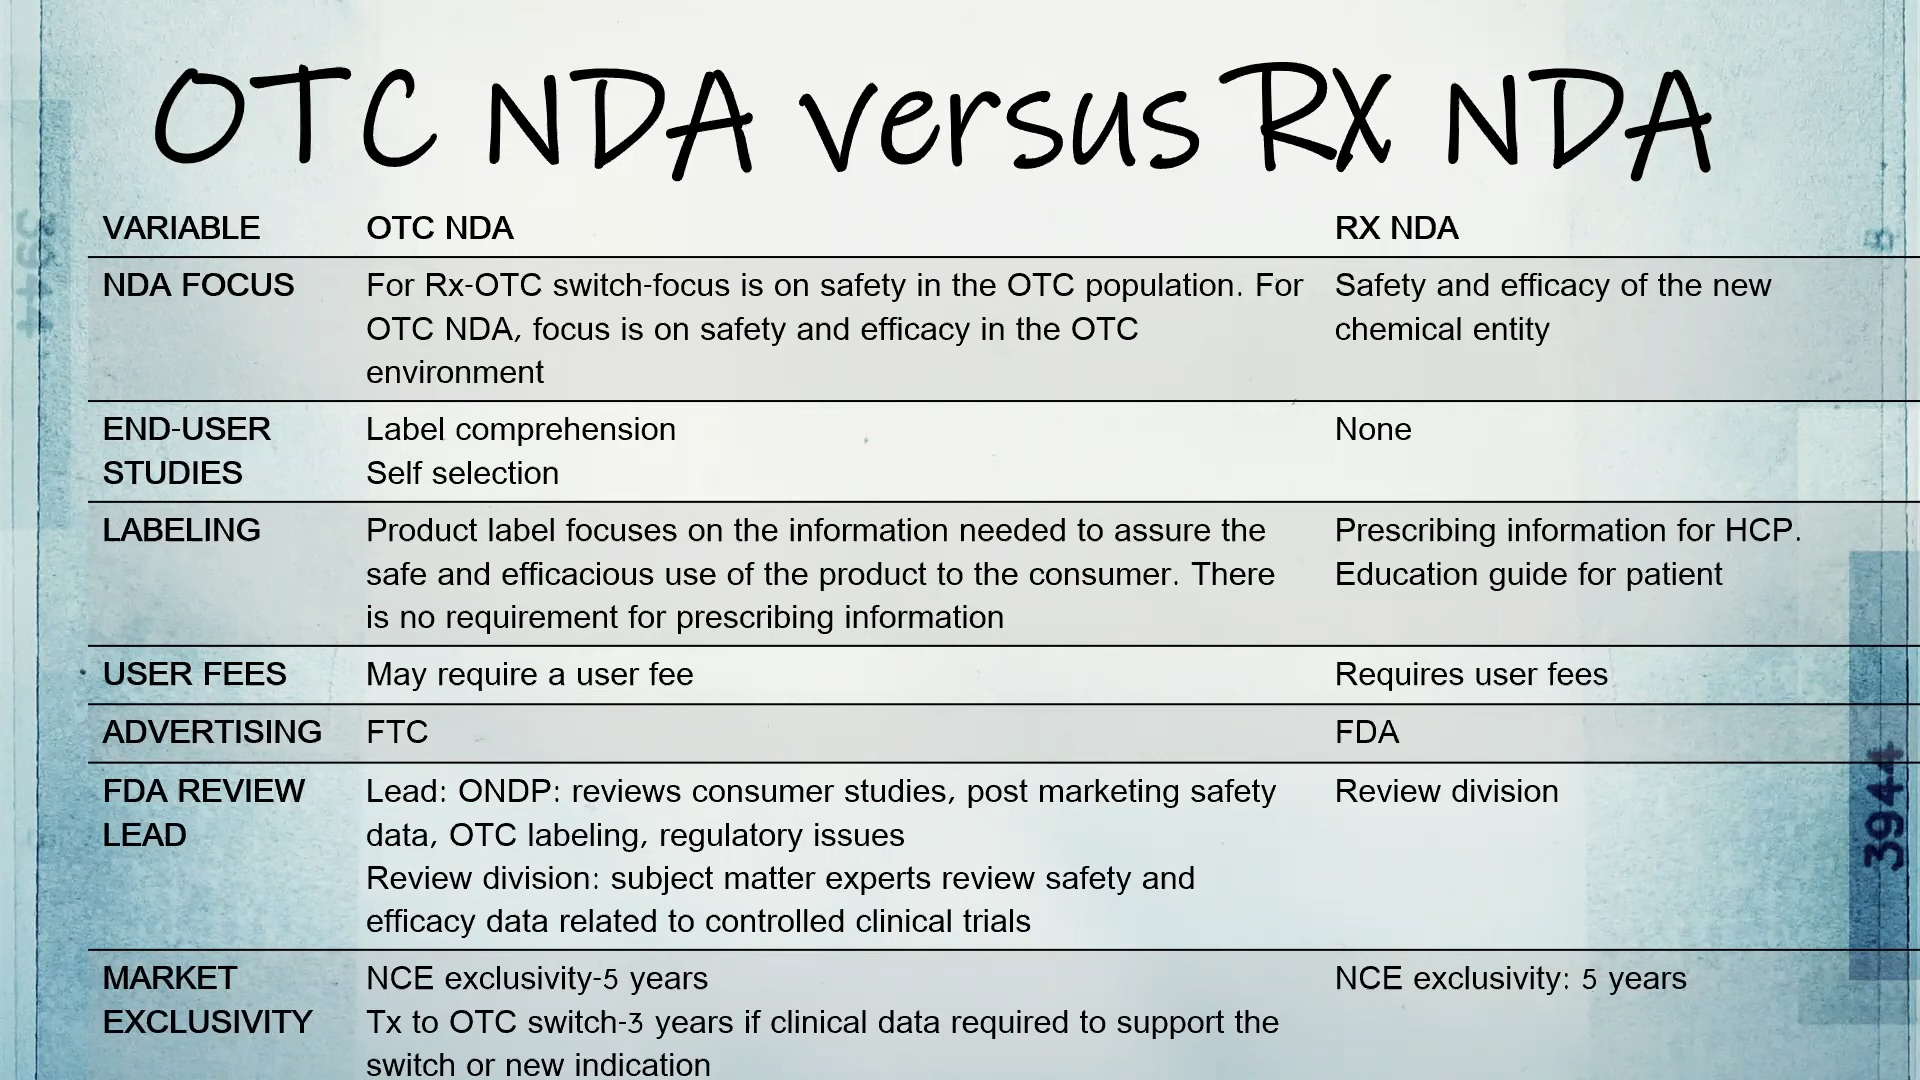 OTC NDA versus RX NDA
VARIABLE OTC NDA RX NDA
NDA FOCUS For Rx-OTC switch-focus is on safety in the OTC population. For Safety and efficacy of the new
OTC NDA, focus is on safety and efficacy in the OTC chemical entity
environment
END-USER Label comprehension None
STUDIES Self selection
LABELING Product label focuses on the information needed to assure the Prescribing information for HCP.
safe and efficacious use of the product to the consumer. There Education guide for patient
is no requirement for prescribing information
USER FEES May require a user fee Requires user fees
ADVERTISING FTC FDA
FDA REVIEW Lead: ONDP: reviews consumer studies, post marketing safety Review division
LEAD data, OTC labeling, regulatory issues
Review division: subject matter experts review safety and
efficacy data related to controlled clinical trials
MARKET NCE exclusivity-5 years NCE exclusivity: 5 years
EXCLUSIVITY Tx to OTC switch-3 years if clinical data required to support the
switch or new indication
3944